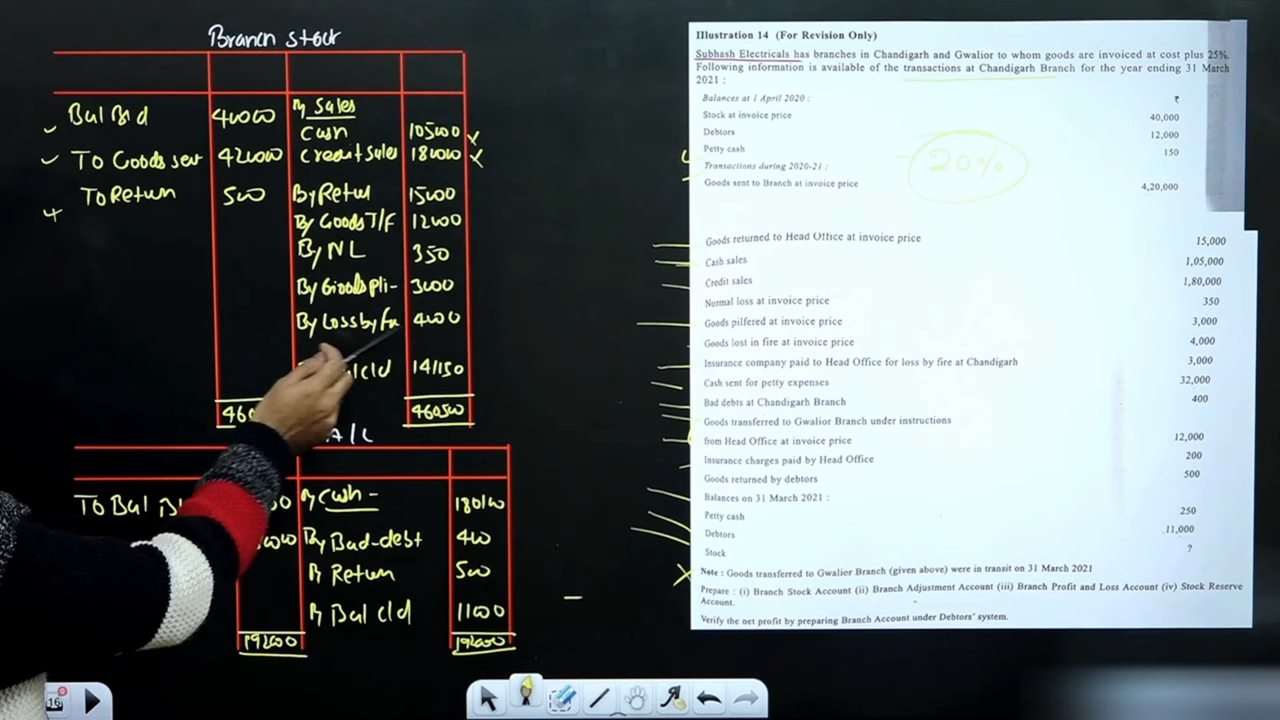 Branch stock
Bal B/d 40000 By Sales
Cash 105000
To Goods sent 420000 Credit Sales 180000
To Return 500 By Return 15000
By Goods T/F 12000
By NL 350
By Goods pli- 3000
By Loss by 4000
c/d 141150
460 460500
A/C
To Bal By Cash - 180100
By Bad-debt 400
By Return 500
By Bal c/d 11000
192000 192000
Illustration 14 (For Revision Only)
Subhash Electricals has branches in Chandigarh and Gwalior to whom goods are invoiced at cost plus 25%.
Following information is available of the transactions at Chandigarh Branch for the year ending 31 March
2021 :
Balances at 1 April 2020 : ₹
Stock at invoice price 40,000
Debtors 12,000
Petty cash 150
20%
Transactions during 2020-21 :
Goods sent to Branch at invoice price 4,20,000
Goods returned to Head Office at invoice price 15,000
Cash sales 1,05,000
Credit sales 1,80,000
Normal loss at invoice price 350
Goods pilfered at invoice price 3,000
Goods lost in fire at invoice price 4,000
Insurance company paid to Head Office for loss by fire at Chandigarh 3,000
Cash sent for petty expenses 32,000
Bad debts at Chandigarh Branch 400
Goods transferred to Gwalior Branch under instructions
from Head Office at invoice price 12,000
Insurance charges paid by Head Office 200
Goods returned by debtors 500
Balances on 31 March 2021 :
Petty cash 250
Debtors 11,000
Stock ?
Note : Goods transferred to Gwalior Branch (given above) were in transit on 31 March 2021
Prepare : (i) Branch Stock Account (ii) Branch Adjustment Account (iii) Branch Profit and Loss Account (iv) Stock Reserve
Account.
Verify the net profit by preparing Branch Account under Debtors' system.
16